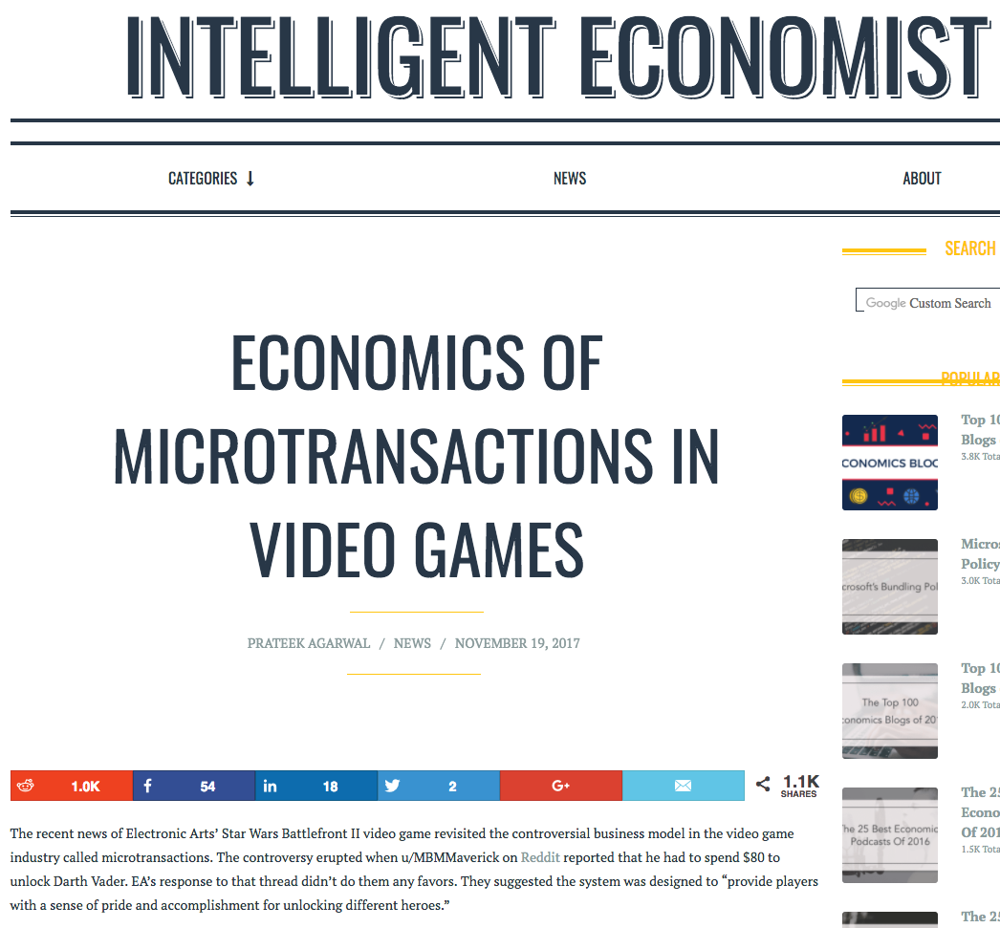 INTELLIGENT ECONOMIST
CATEGORIES
NEWS
ABOUT
SEARCH
Google Custom Search
ECONOMICS OF
MICROTRANSACTIONS IN
VIDEO GAMES
PRATEEK AGARWAL / NEWS / NOVEMBER 19, 2017
1.0K
54
in 18
2
G+
1.1K
SHARES
The recent news of Electronic Arts’ Star Wars Battlefront II video game revisited the controversial business model in the video game
industry called microtransactions. The controversy erupted when u/MBMMaverick on Reddit reported that he had to spend $80 to
unlock Darth Vader. EA’s response to that thread didn’t do them any favors. They suggested the system was designed to “provide players
with a sense of pride and accomplishment for unlocking different heroes.”
POPULAR
CONOMICS BLOG
Top 10
Blogs
3.8K Tota
crosoft's Bundling Pol
Micros
Policy
3.0K Tota
The Top 100
conomics Blogs of 20
Top 10
Blogs
2.0K Tota
he 25 Best Economic
Podcasts Of 2016
The 25
Econo
Of 201
1.5K Tota
The 25